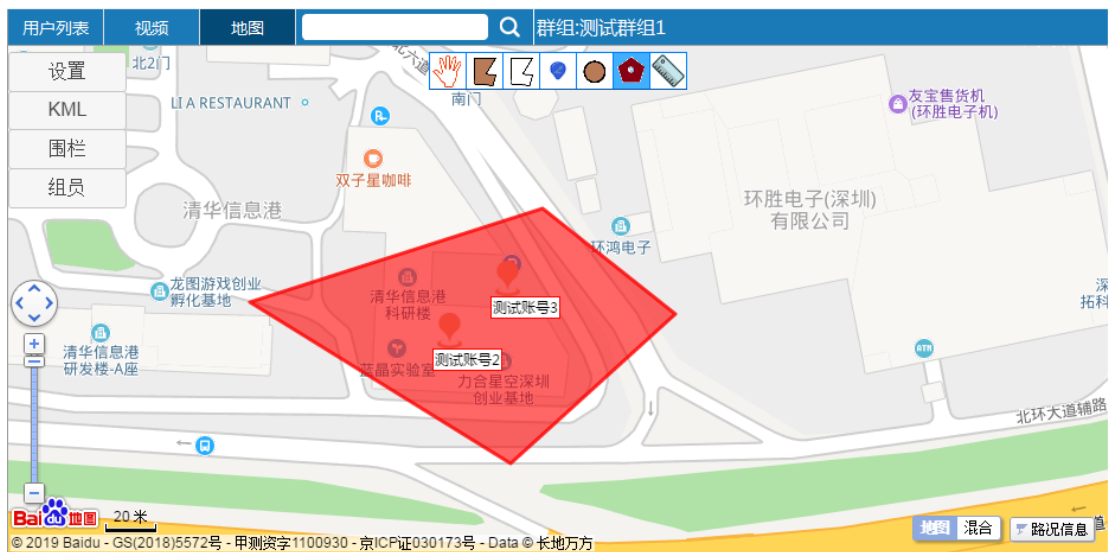 用户列表
视频
地图
群组:测试群组1
设置
KML
围栏
组员
北2门
LI A RESTAURANT
南门
双子星咖啡
清华信息港
友宝售货机
(环胜电子机)
环胜电子(深圳)
有限公司
环鸿电子
龙图游戏创业
孵化基地
清华信息港
科研楼
测试账号3
测试账号2
清华信息港
研发楼-A座
蓝晶实验室
力合星空深圳
创业基地
ATM
深
拓科
北环大道辅路
Bai du 地图
20 米
地图
混合
路况信息
道
© 2019 Baidu - GS(2018)5572号 - 甲测资字1100930 - 京ICP证030173号 - Data © 长地万方